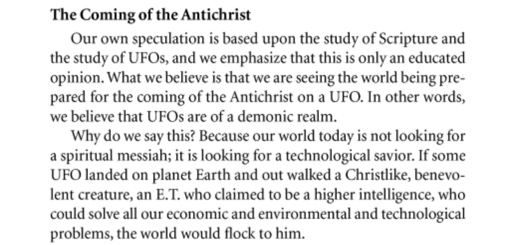 The Coming of the Antichrist
Our own speculation is based upon the study of Scripture and
the study of UFOs, and we emphasize that this is only an educated
opinion. What we believe is that we are seeing the world being pre-
pared for the coming of the Antichrist on a UFO. In other words,
we believe that UFOs are of a demonic realm.
Why do we say this? Because our world today is not looking for
a spiritual messiah; it is looking for a technological savior. If some
UFO landed on planet Earth and out walked a Christlike, benevo-
lent creature, an E.T. who claimed to be a higher intelligence, who
could solve all our economic and environmental and technological
problems, the world would flock to him.